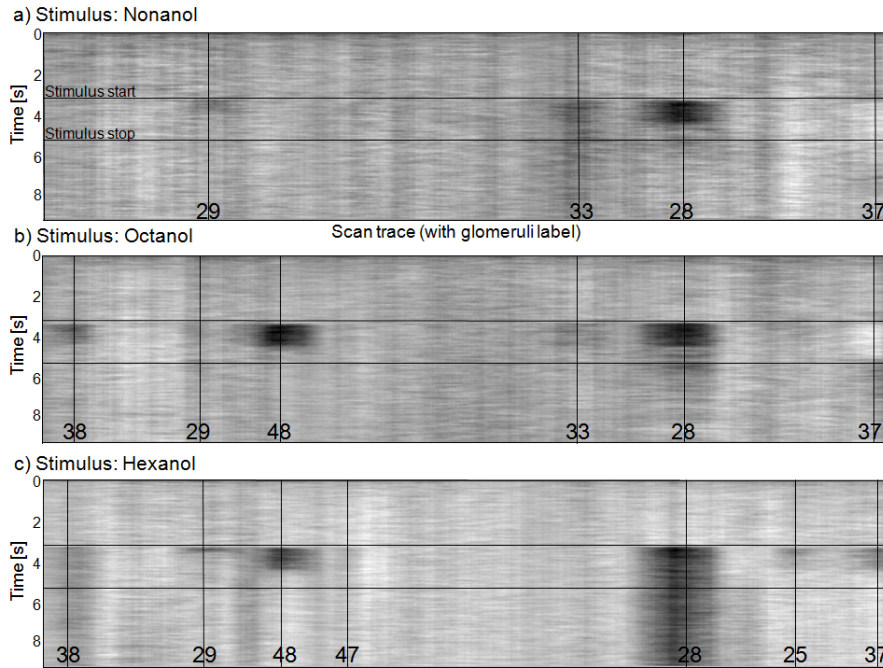 a) Stimulus: Nonanol
0
2
Stimulus start
4
Stimulus stop
6
8
Time [s]
29 33 28 37
Scan trace (with glomeruli label)
b) Stimulus: Octanol
0
2
4
6
8
Time [s]
38 29 48 33 28 37
c) Stimulus: Hexanol
0
2
4
6
8
Time [s]
38 29 48 47 28 25 37